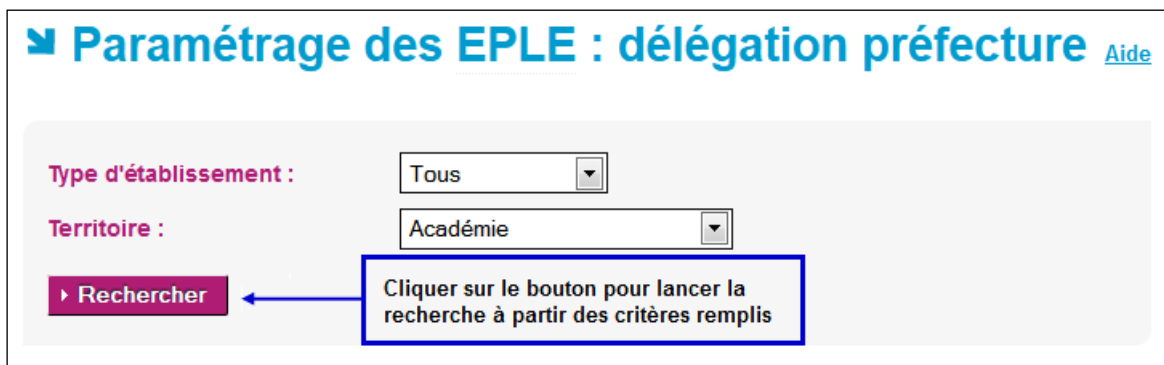 Paramétrage des EPLE : délégation préfecture Aide
Type d'établissement : Tous
Territoire : Académie
Rechercher
Cliquer sur le bouton pour lancer la
recherche à partir des critères remplis